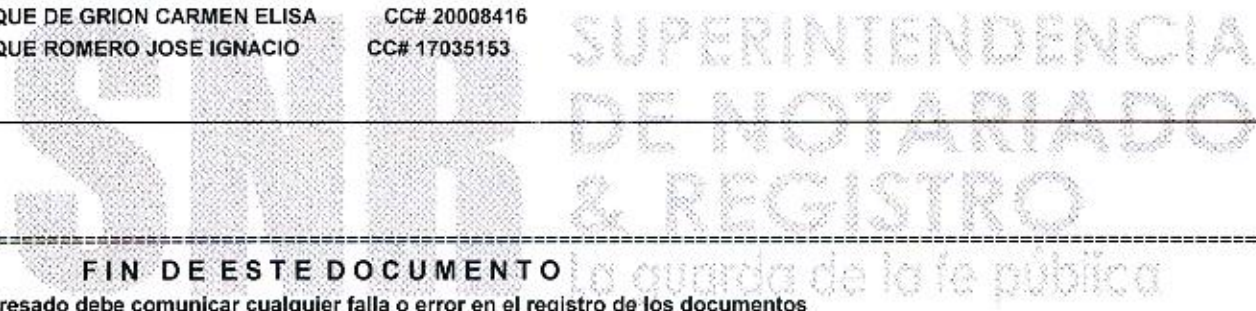 QUE DE GRION CARMEN ELISA CC# 20008416
QUE ROMERO JOSE IGNACIO CC# 17035153
SNR
SUPERINTENDENCIA
DE NOTARIADO
& REGISTRO
La guarda de la fe pública
FIN DE ESTE DOCUMENTO
resado debe comunicar cualquier falla o error en el registro de los documentos